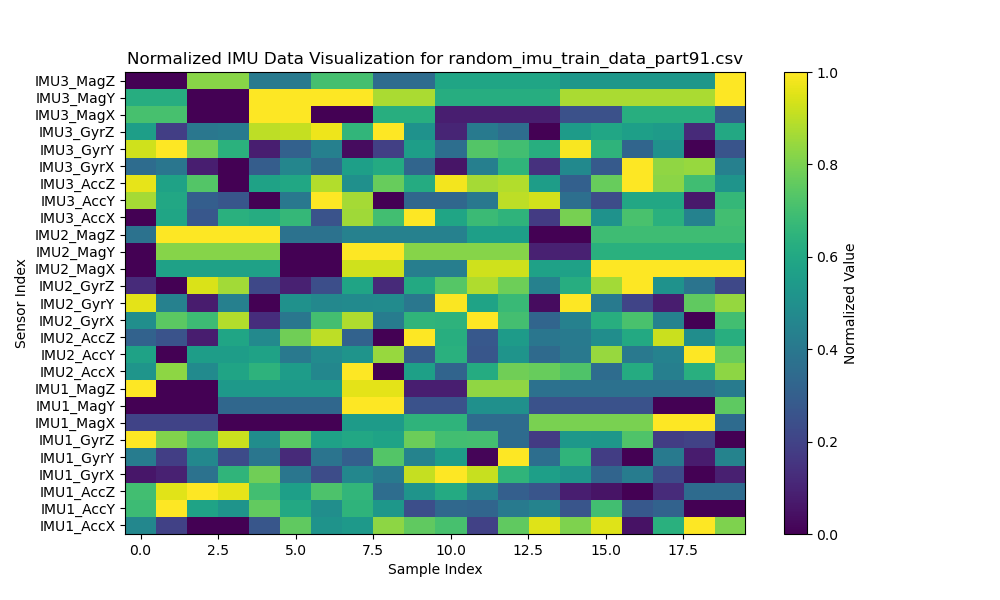 Normalized IMU Data Visualization for random_imu_train_data_part91.csv
IMU3_MagZ
IMU3_MagY
IMU3_MagX
IMU3_GyrZ
IMU3_GyrY
IMU3_GyrX
IMU3_AccZ
IMU3_AccY
IMU3_AccX
IMU2_MagZ
IMU2_MagY
IMU2_MagX
IMU2_GyrZ
IMU2_GyrY
IMU2_GyrX
IMU2_AccZ
IMU2_AccY
IMU2_AccX
IMU1_MagZ
IMU1_MagY
IMU1_MagX
IMU1_GyrZ
IMU1_GyrY
IMU1_GyrX
IMU1_AccZ
IMU1_AccY
IMU1_AccX
Sensor Index
0.0 2.5 5.0 7.5 10.0 12.5 15.0 17.5
Sample Index
1.0
0.8
0.6
0.4
0.2
0.0
Normalized Value